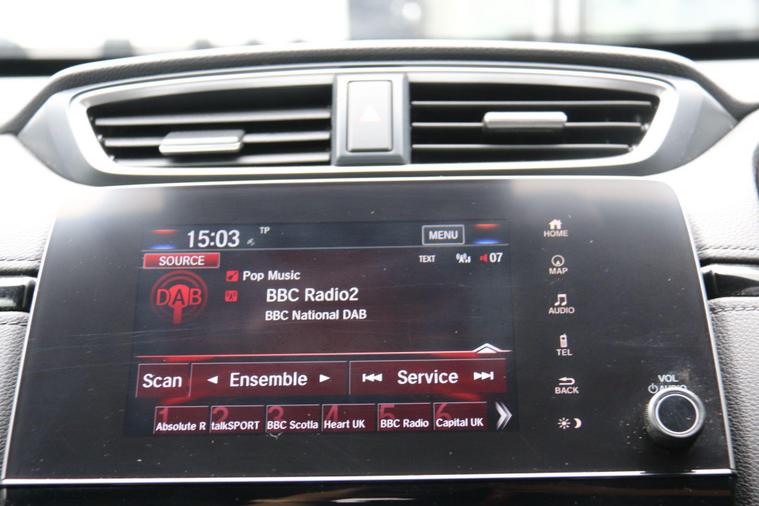 15:03 TP MENU
SOURCE
TEXT 07
DAB
Pop Music
BBC Radio2
BBC National DAB
Scan ◄ Ensemble ► Service
1 Absolute R
2 talkSPORT
3 BBC Scotla
4 Heart UK
5 BBC Radio
6 Capital UK
HOME
MAP
AUDIO
TEL
BACK
VOL
AUDIO